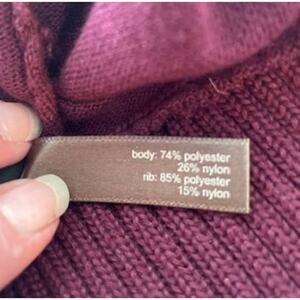 body: 74% polyester
26% nylon
rib: 85% polyester
15% nylon